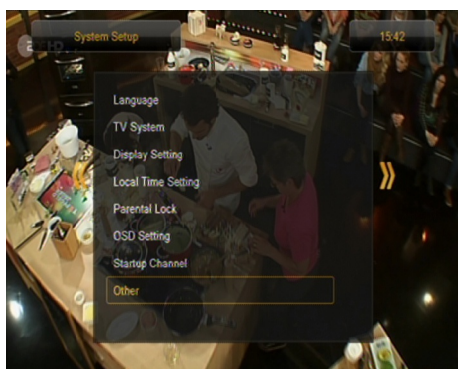 System Setup
15:42
Language
TV System
Display Setting
Local Time Setting
Parental Lock
OSD Setting
Startup Channel
Other